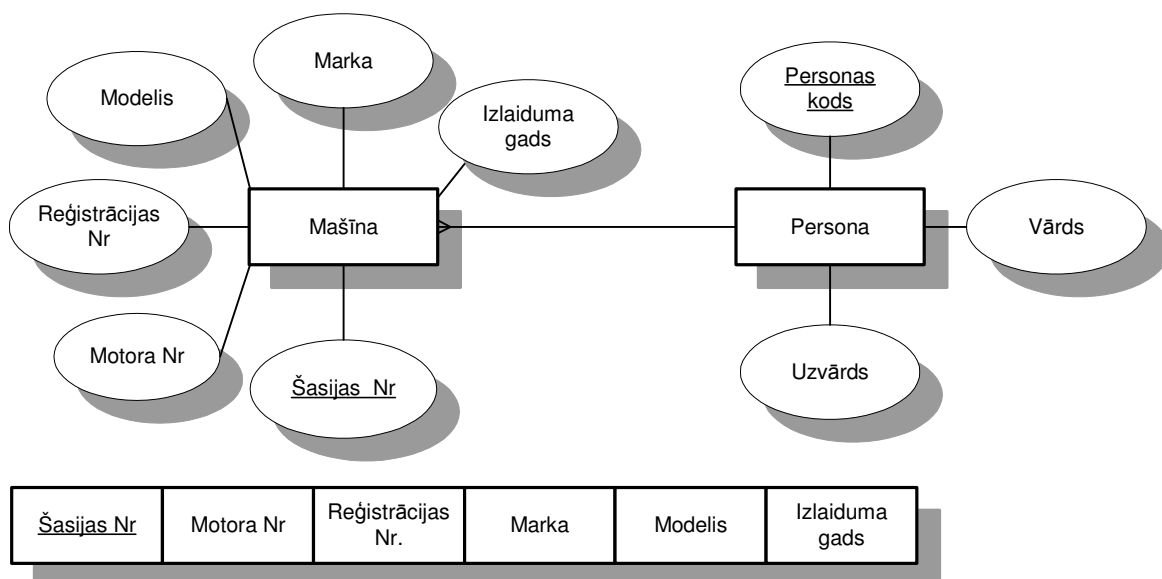 Marka
Modelis
Izlaiduma
gads
Personas
kods
Reģistrācijas
Nr
Mašīna
Persona
Vārds
Motora Nr
Šasijas Nr
Uzvārds
Šasijas Nr
Motora Nr
Reģistrācijas
Nr.
Marka
Modelis
Izlaiduma
gads